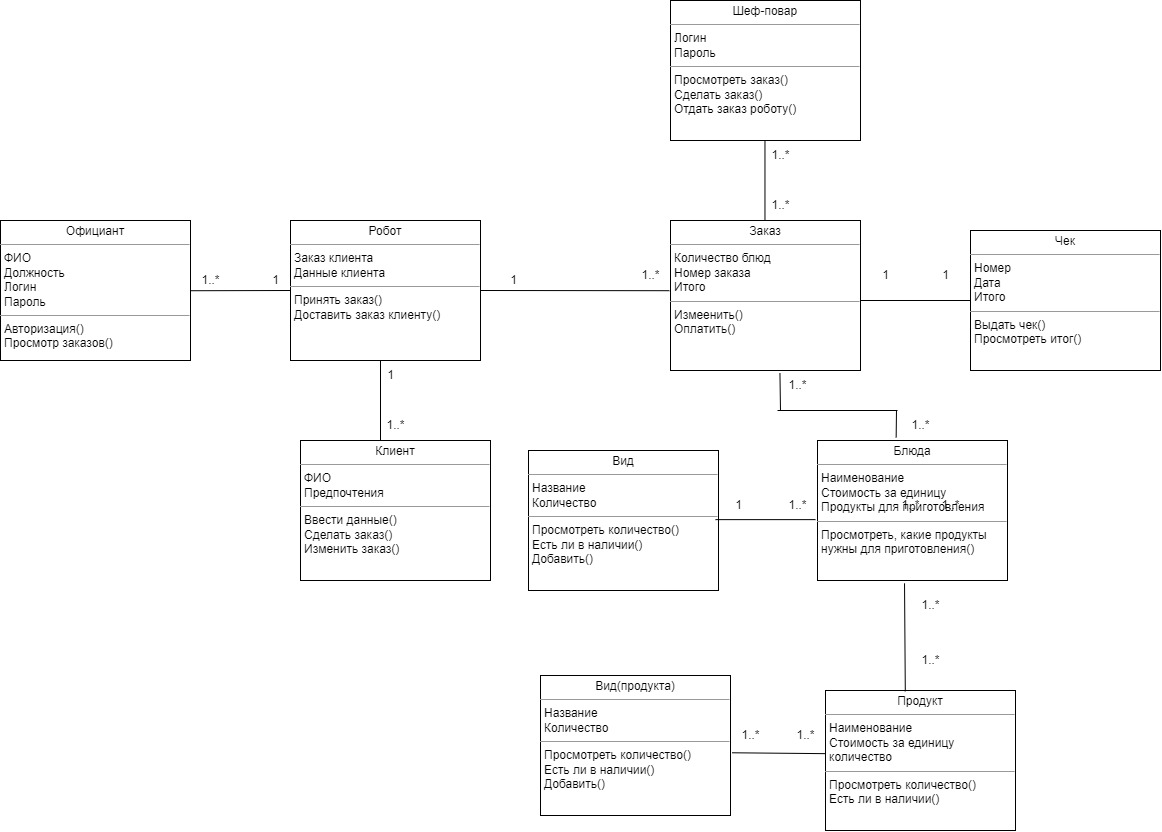 Шеф-повар
Логин
Пароль
Просмотреть заказ()
Сделать заказ()
Отдать заказ роботу()
1..*
1..*
Официант
ФИО
Должность
Логин
Пароль
Авторизация()
Просмотр заказов()
1..*
1
Робот
Заказ клиента
Данные клиента
Принять заказ()
Доставить заказ клиенту()
1
1..*
Заказ
Количество блюд
Номер заказа
Итого
Измеенить()
Оплатить()
1
1
Чек
Номер
Дата
Итого
Выдать чек()
Просмотреть итог()
1
1..*
1..*
1..*
Клиент
ФИО
Предпочтения
Ввести данные()
Сделать заказ()
Изменить заказ()
Вид
Название
Количество
Просмотреть количество()
Есть ли в наличии()
Добавить()
1
1..*
Блюда
Наименование
Стоимость за единицу
Продукты для приготовления
1..*
1..*
Просмотреть, какие продукты
нужны для приготовления()
1..*
1..*
Вид(продукта)
Название
Количество
Просмотреть количество()
Есть ли в наличии()
Добавить()
1..*
1..*
Продукт
Наименование
Стоимость за единицу
количество
Просмотреть количество()
Есть ли в наличии()